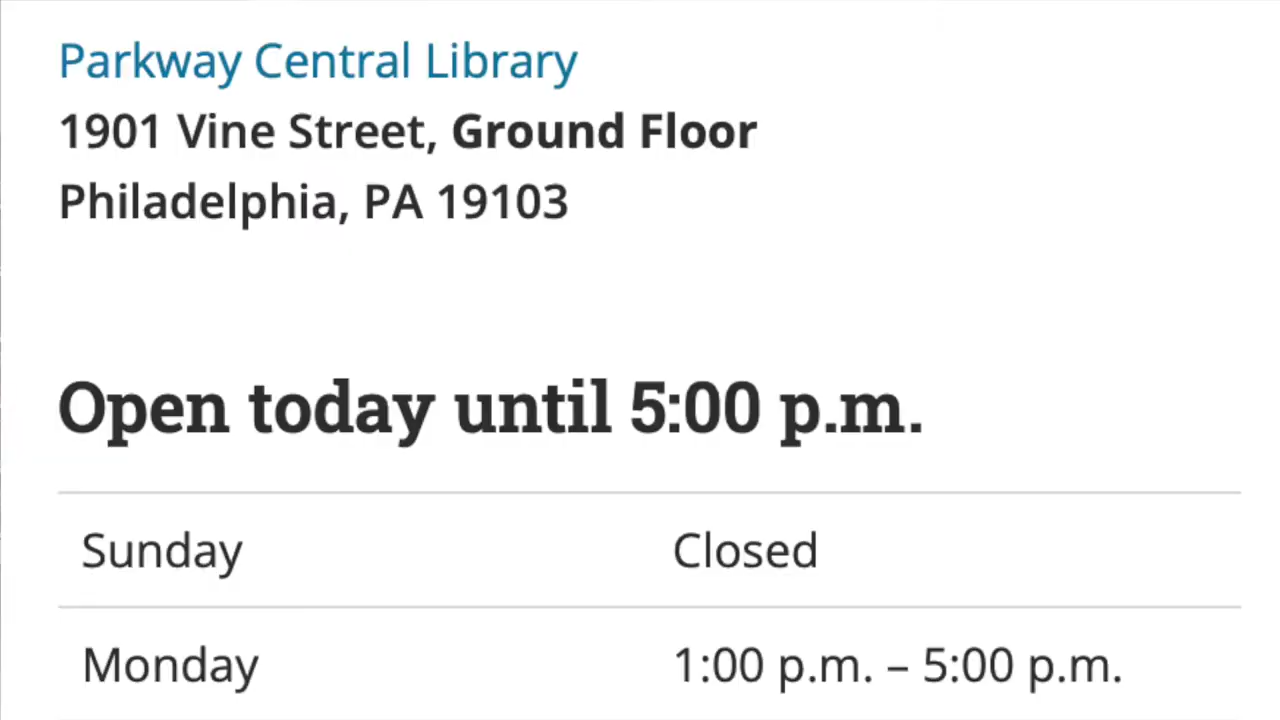 Parkway Central Library
1901 Vine Street, Ground Floor
Philadelphia, PA 19103
Open today until 5:00 p.m.
Sunday Closed
Monday 1:00 p.m. – 5:00 p.m.